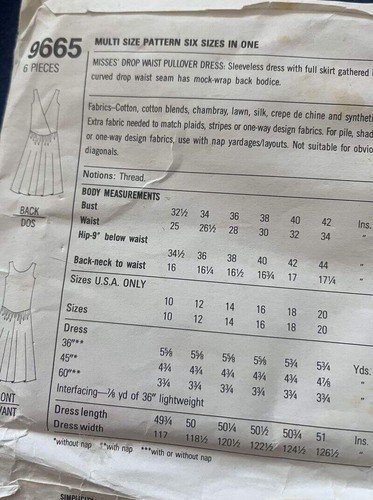 9665
6 PIECES
MULTI SIZE PATTERN SIX SIZES IN ONE
MISSES' DROP WAIST PULLOVER DRESS: Sleeveless dress with full skirt gathered
curved drop waist seam has mock-wrap back bodice.
Fabrics-Cotton, cotton blends, chambray, lawn, silk, crepe de chine and syntheti
Extra fabric needed to match plaids, stripes or one-way design fabrics. For pile, shad
or one-way design fabrics, use with nap yardages/layouts. Not suitable for obvio
diagonals.
Notions: Thread.
BODY MEASUREMENTS
Bust 32½ 34 36 38 40 42 Ins.
Waist 25 26½ 28 30 32 34 "
Hip-9" below waist
34½ 36 38 40 42 44 "
Back-neck to waist 16 16¼ 16½ 16¾ 17 17¼ "
Sizes U.S.A. ONLY
10 12 14 16 18 20
Sizes 10 12 14 16 18 20
Dress
36"** 5⅝ 5⅝ 5⅝ 5⅝ 5¾ 5¾ Yds.
45"* 4¾ 4¾ 4¾ 4¾ 4¾ 4⅞ "
60"** 3¾ 3¾ 3¾ 3¾ 3¾ 3¾ "
Interfacing—⅞ yd of 36" lightweight
Dress length 49¾ 50 50¼ 50½ 50¾ 51 Ins.
Dress width 117 118½ 120½ 122½ 124½ 126½ "
*without nap **with nap ***with or without nap
BACK
DOS
ONT
VANT
SIMPLICITY